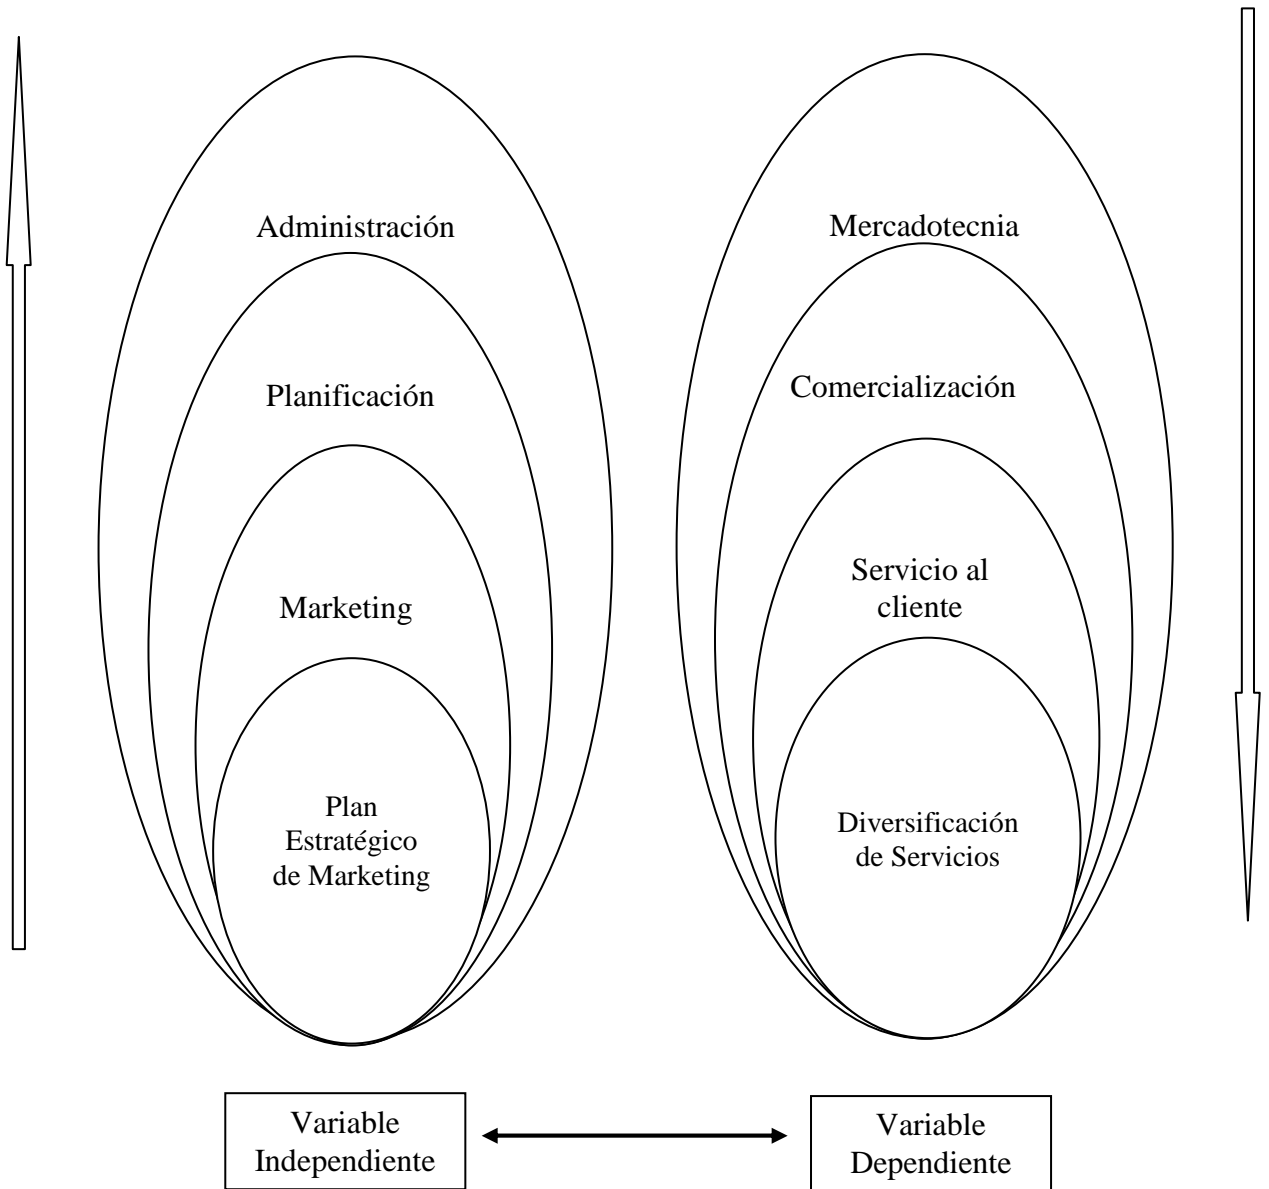 Administración
Planificación
Marketing
Plan
Estratégico
de Marketing
Mercadotecnia
Comercialización
Servicio al
cliente
Diversificación
de Servicios
Variable
Independiente
Variable
Dependiente